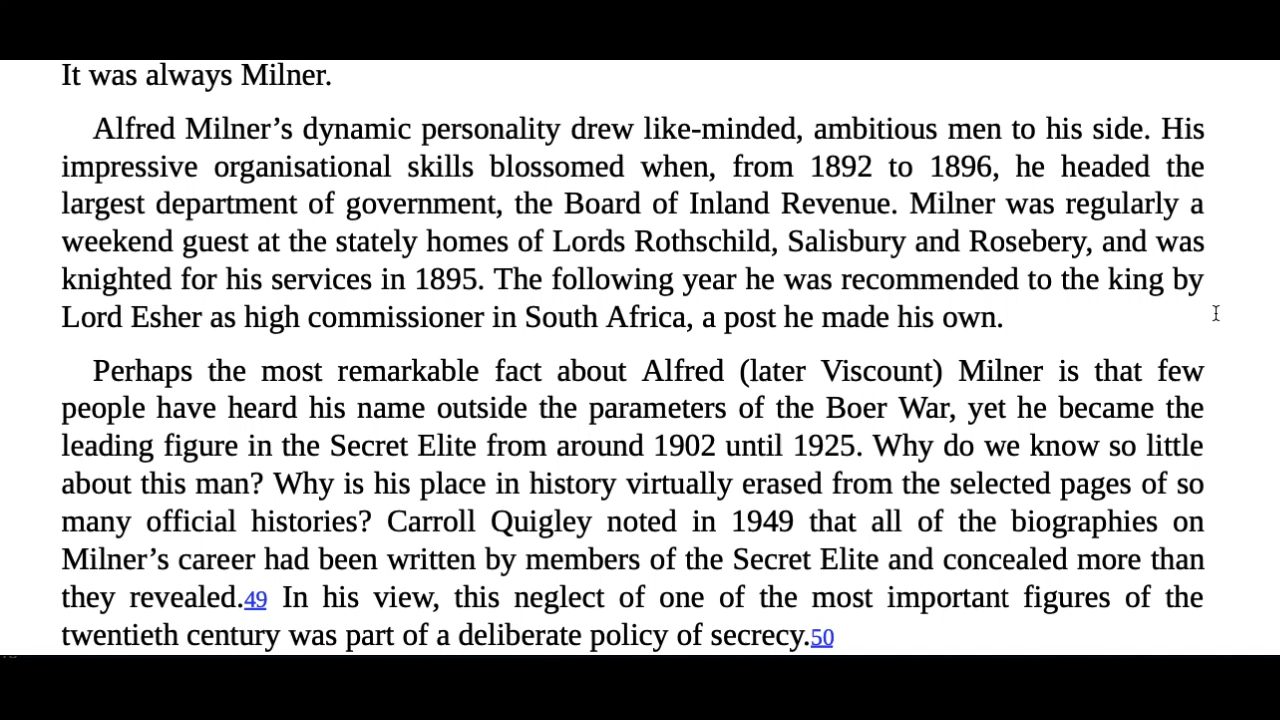 It was always Milner.
Alfred Milner’s dynamic personality drew like-minded, ambitious men to his side. His
impressive organisational skills blossomed when, from 1892 to 1896, he headed the
largest department of government, the Board of Inland Revenue. Milner was regularly a
weekend guest at the stately homes of Lords Rothschild, Salisbury and Rosebery, and was
knighted for his services in 1895. The following year he was recommended to the king by
Lord Esher as high commissioner in South Africa, a post he made his own.
Perhaps the most remarkable fact about Alfred (later Viscount) Milner is that few
people have heard his name outside the parameters of the Boer War, yet he became the
leading figure in the Secret Elite from around 1902 until 1925. Why do we know so little
about this man? Why is his place in history virtually erased from the selected pages of so
many official histories? Carroll Quigley noted in 1949 that all of the biographies on
Milner’s career had been written by members of the Secret Elite and concealed more than
they revealed.49 In his view, this neglect of one of the most important figures of the
twentieth century was part of a deliberate policy of secrecy.50